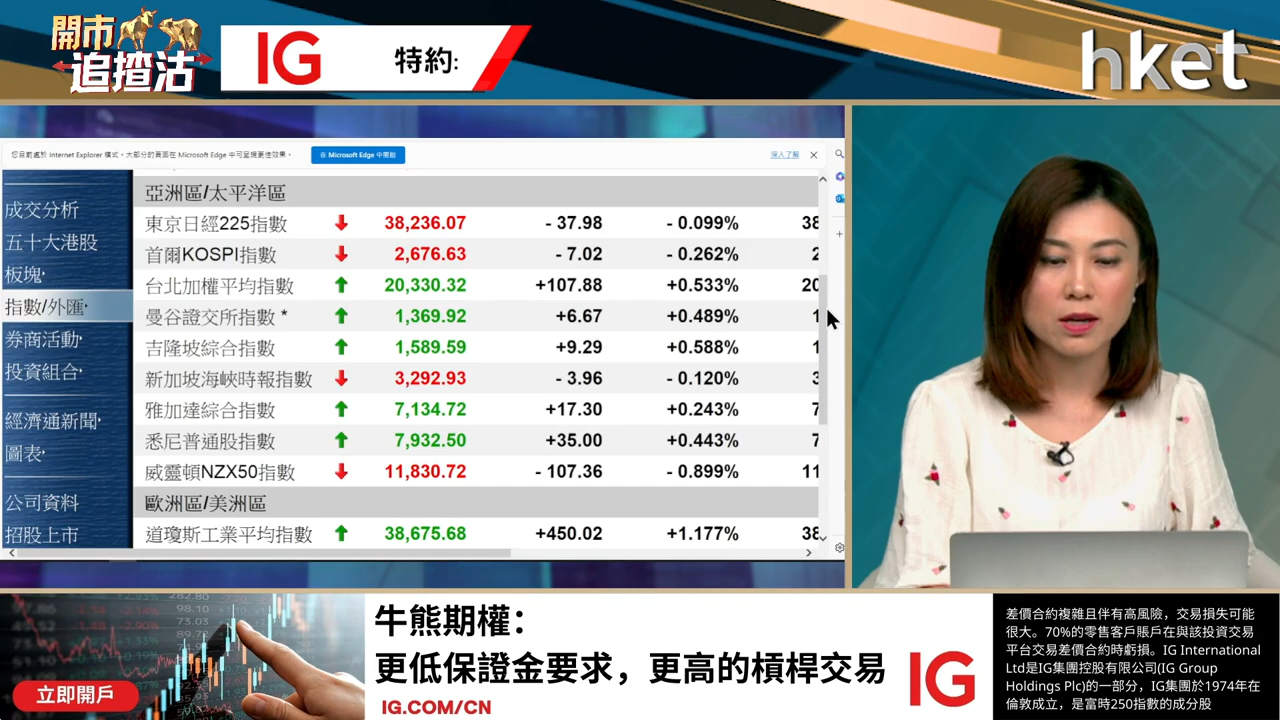 開市
追揸沽
IG 特約:
hket
您目前處於 Internet Explorer 模式。大部分的頁面在 Microsoft Edge 中可呈現更佳效果。 在 Microsoft Edge 中開啟 深入了解
成交分析
五十大港股
板塊
指數/外匯
券商活動
投資組合
經濟通新聞
圖表
公司資料
招股上市
亞洲區/太平洋區
東京日經225指數 38,236.07 - 37.98 - 0.099% 38
首爾KOSPI指數 2,676.63 - 7.02 - 0.262% 2
台北加權平均指數 20,330.32 +107.88 +0.533% 20
曼谷證交所指數 * 1,369.92 +6.67 +0.489% 1
吉隆坡綜合指數 1,589.59 +9.29 +0.588% 1
新加坡海峽時報指數 3,292.93 - 3.96 - 0.120% 3
雅加達綜合指數 7,134.72 +17.30 +0.243% 7
悉尼普通股指數 7,932.50 +35.00 +0.443% 7
威靈頓NZX50指數 11,830.72 - 107.36 - 0.899% 11
歐洲區/美洲區
道瓊斯工業平均指數 38,675.68 +450.02 +1.177% 38
立即開戶
牛熊期權：
更低保證金要求，更高的槓桿交易
IG.COM/CN
IG
差價合約複雜且伴有高風險，交易損失可能
很大。70%的零售客戶賬戶在與該投資交易
平台交易差價合約時虧損。IG International
Ltd是IG集團控股有限公司(IG Group
Holdings Plc)的一部分，IG集團於1974年在
倫敦成立，是富時250指數的成分股